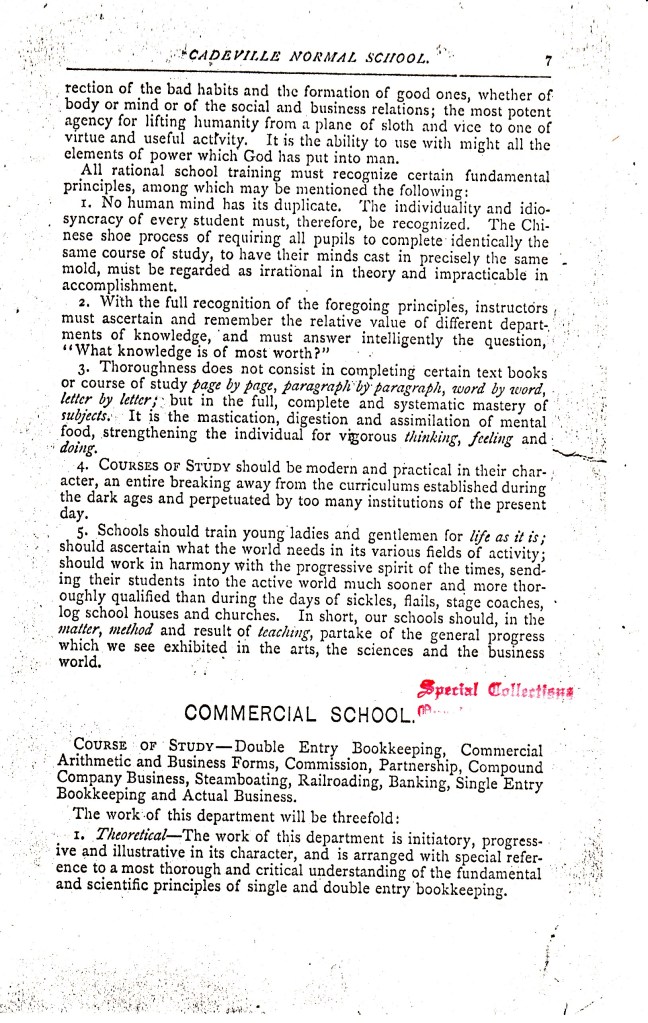 CADEVILLE NORMAL SCHOOL. 7
rection of the bad habits and the formation of good ones, whether of
body or mind or of the social and business relations; the most potent
agency for lifting humanity from a plane of sloth and vice to one of
virtue and useful activity. It is the ability to use with might all the
elements of power which God has put into man.
All rational school training must recognize certain fundamental
principles, among which may be mentioned the following:
1. No human mind has its duplicate. The individuality and idio-
syncracy of every student must, therefore, be recognized. The Chi-
nese shoe process of requiring all pupils to complete identically the
same course of study, to have their minds cast in precisely the same
mold, must be regarded as irrational in theory and impracticable in
accomplishment.
2. With the full recognition of the foregoing principles, instructors
must ascertain and remember the relative value of different depart-
ments of knowledge, and must answer intelligently the question,
"What knowledge is of most worth?"
3. Thoroughness does not consist in completing certain text books
or course of study page by page, paragraph by paragraph, word by word,
letter by letter; but in the full, complete and systematic mastery of
subjects. It is the mastication, digestion and assimilation of mental
food, strengthening the individual for vigorous thinking, feeling and
doing.
4. COURSES OF STUDY should be modern and practical in their char-
acter, an entire breaking away from the curriculums established during
the dark ages and perpetuated by too many institutions of the present
day.
5. Schools should train young ladies and gentlemen for life as it is;
should ascertain what the world needs in its various fields of activity;
should work in harmony with the progressive spirit of the times, send-
ing their students into the active world much sooner and more thor-
oughly qualified than during the days of sickles, flails, stage coaches,
log school houses and churches. In short, our schools should, in the
matter, method and result of teaching, partake of the general progress
which we see exhibited in the arts, the sciences and the business
world.
Special Collections
COMMERCIAL SCHOOL.
COURSE OF STUDY—Double Entry Bookkeeping, Commercial
Arithmetic and Business Forms, Commission, Partnership, Compound
Company Business, Steamboating, Railroading, Banking, Single Entry
Bookkeeping and Actual Business.
The work of this department will be threefold:
1. Theoretical—The work of this department is initiatory, progress-
ive and illustrative in its character, and is arranged with special refer-
ence to a most thorough and critical understanding of the fundamental
and scientific principles of single and double entry bookkeeping.